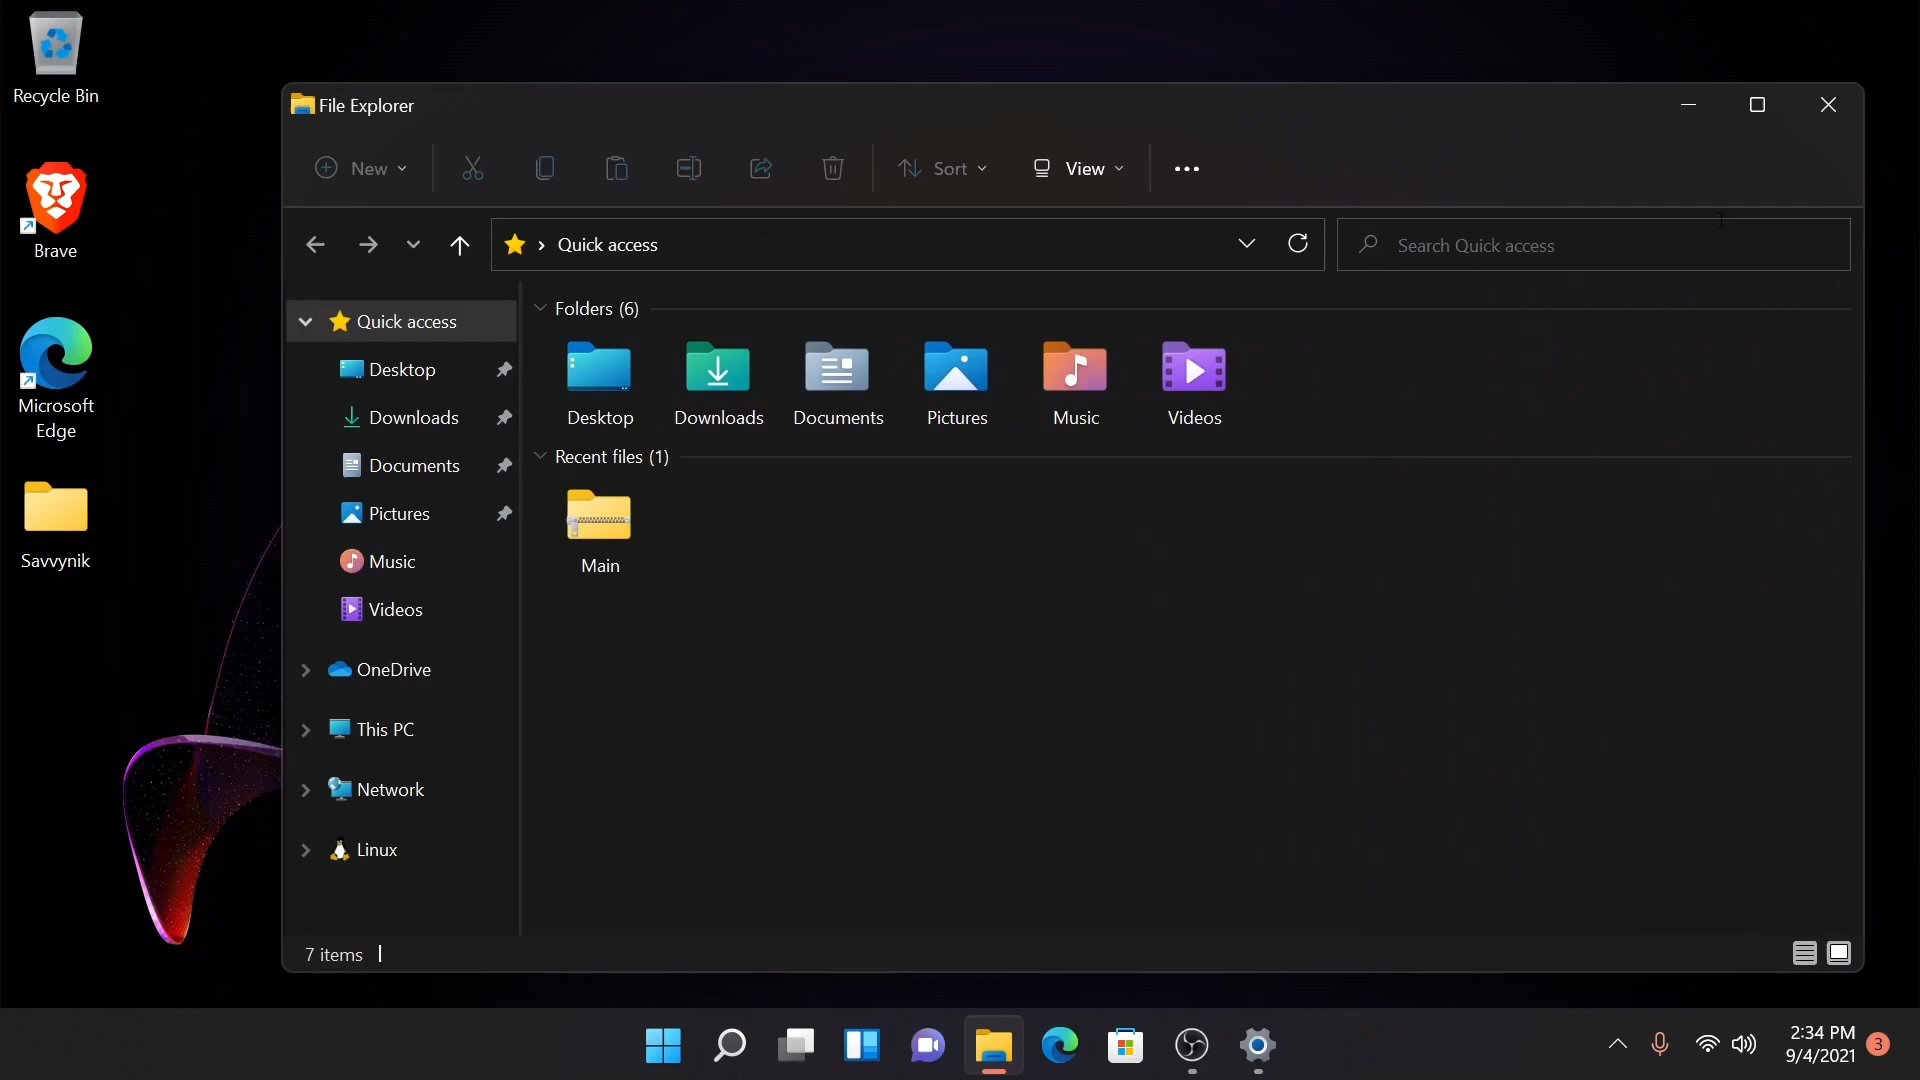 Recycle Bin
Brave
Microsoft
Edge
Savvynik
File Explorer
New
Sort
View
Quick access
Search Quick access
Quick access
Desktop
Downloads
Documents
Pictures
Music
Videos
OneDrive
This PC
Network
Linux
Folders (6)
Desktop
Downloads
Documents
Pictures
Music
Videos
Recent files (1)
Main
7 items
2:34 PM
9/4/2021
3